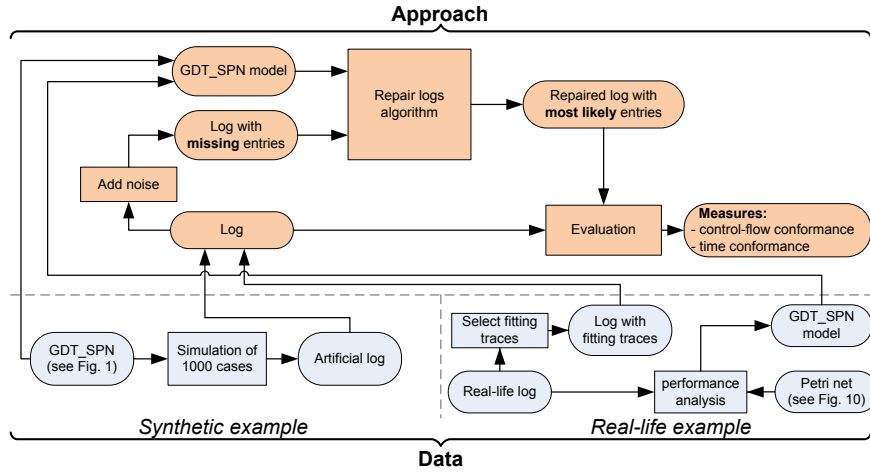 Approach
GDT_SPN model
Repair logs
algorithm
Repaired log with
most likely entries
Log with
missing entries
Add noise
Log
Evaluation
Measures:
- control-flow conformance
- time conformance
GDT_SPN
(see Fig. 1)
Simulation of
1000 cases
Artificial log
Select fitting
traces
Log with
fitting traces
GDT_SPN
model
Real-life log
performance
analysis
Petri net
(see Fig. 10)
Synthetic example
Real-life example
Data